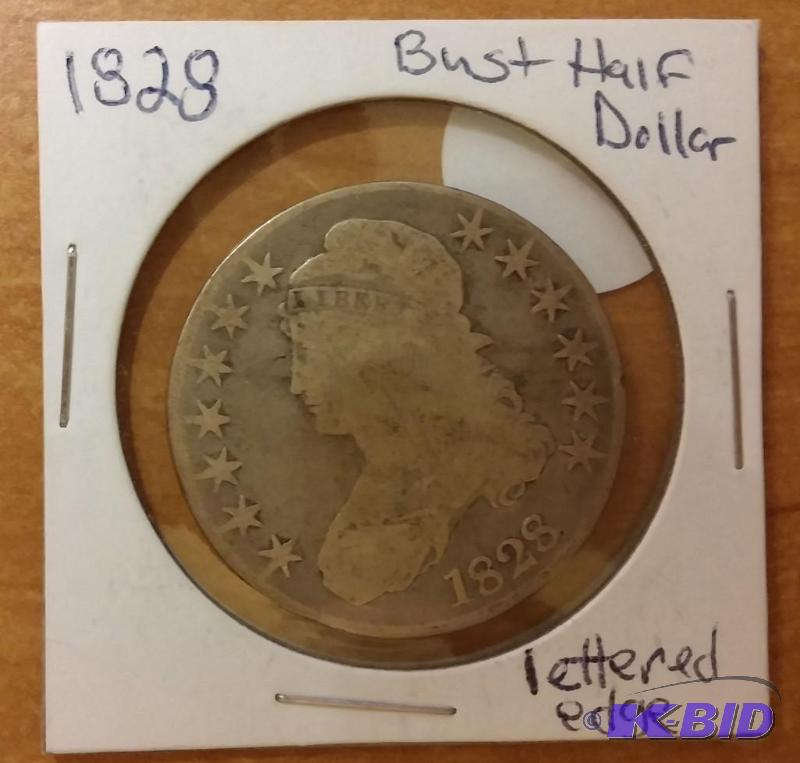 1828
Bust Half
Dollar
LIBERTY
1828
lettered
edge
© K-BID